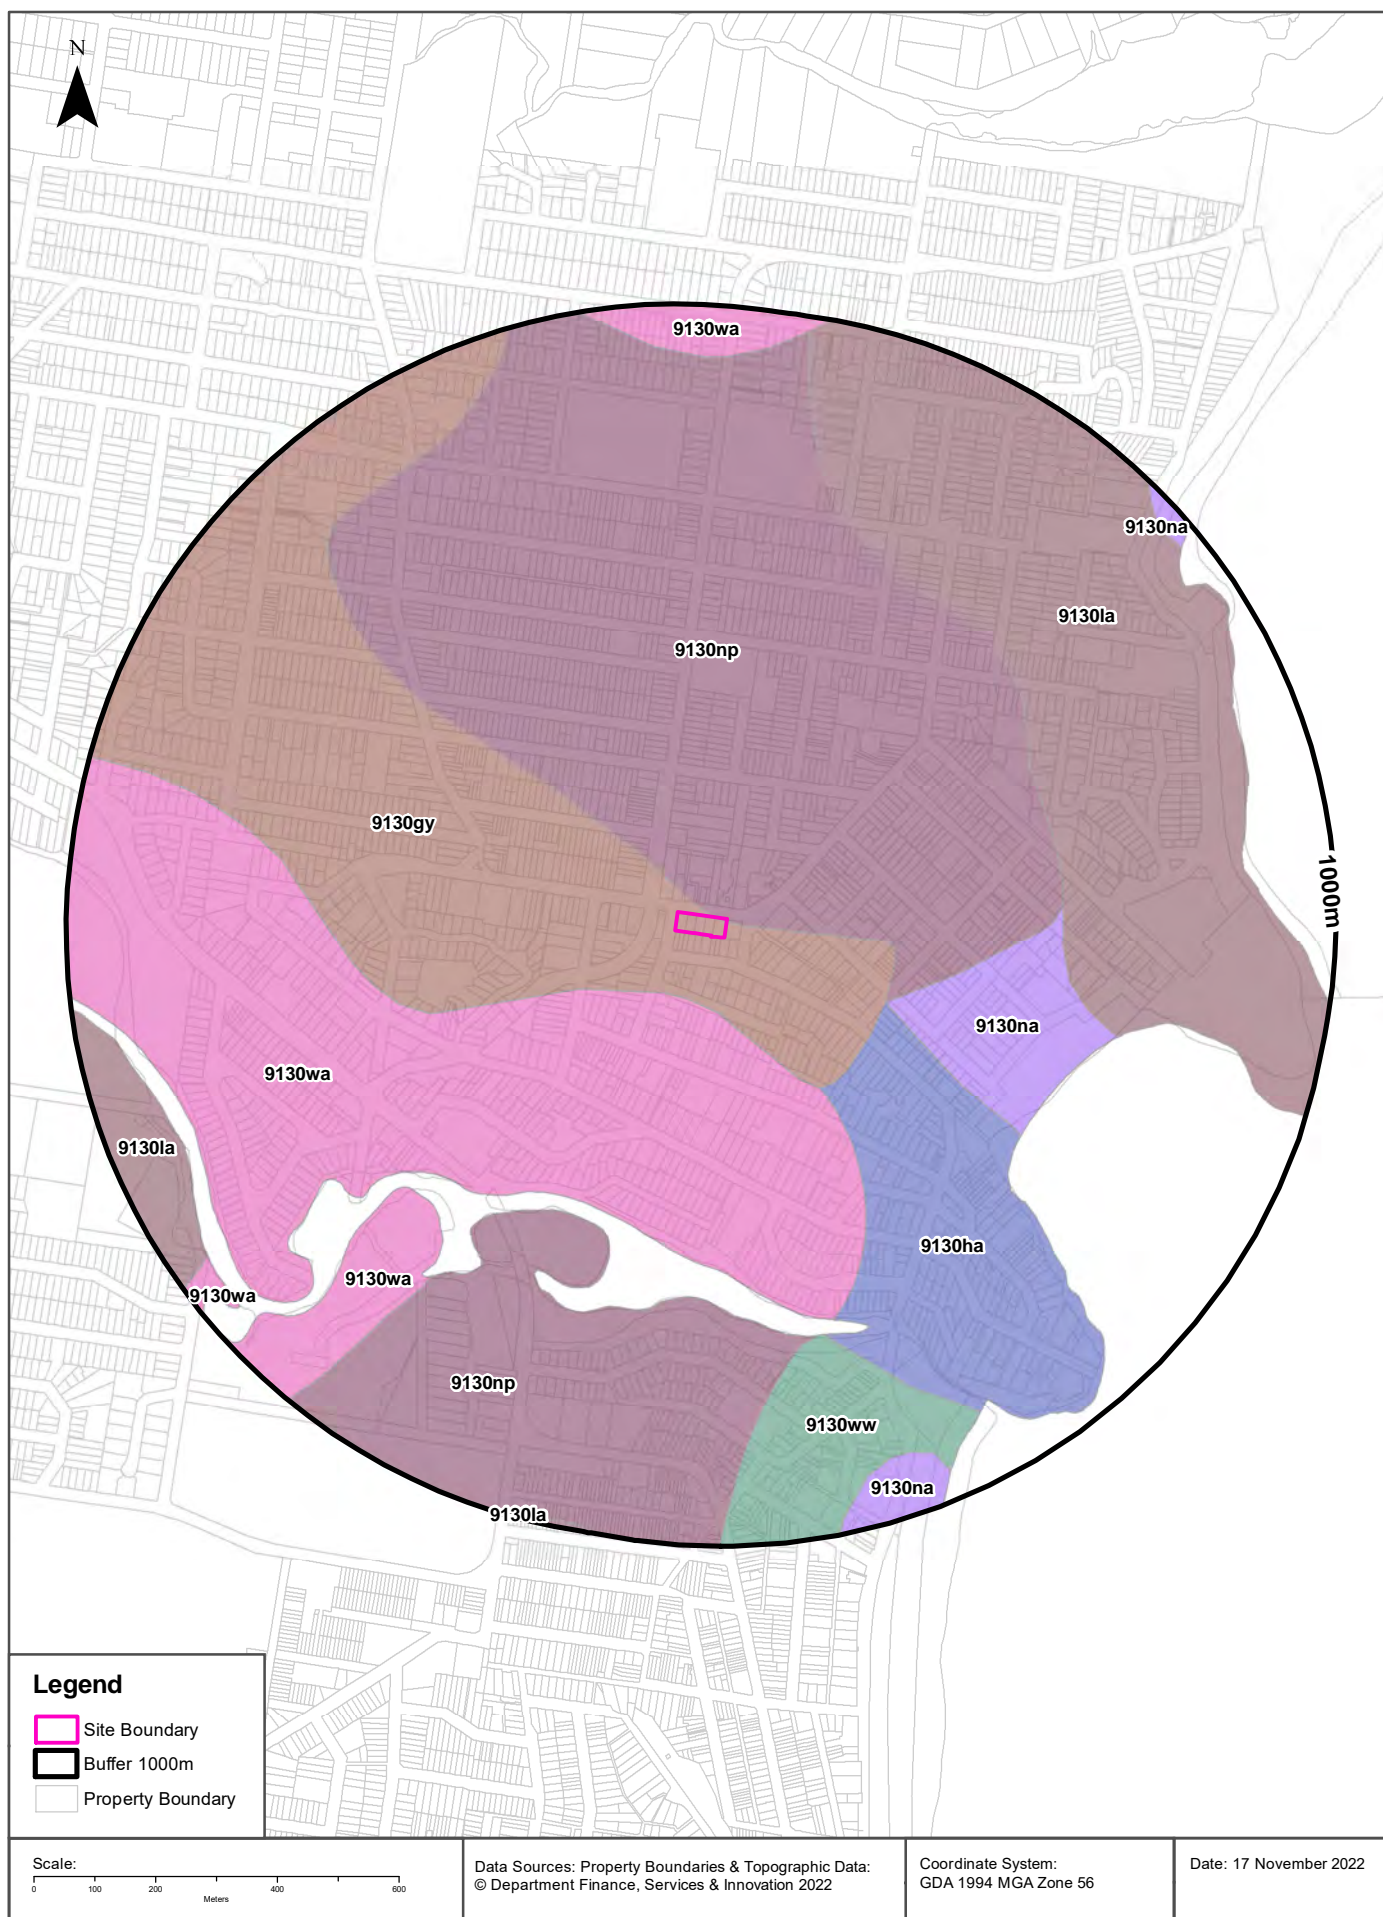 N
9130wa
9130na
9130la
9130np
9130gy
1000m
9130na
9130wa
9130la
9130ha
9130wa
9130wa
9130np
9130ww
9130na
9130la
Legend
Site Boundary
Buffer 1000m
Property Boundary
Scale:
0 100 200 400 600
Meters
Data Sources: Property Boundaries & Topographic Data:
© Department Finance, Services & Innovation 2022
Coordinate System:
GDA 1994 MGA Zone 56
Date: 17 November 2022